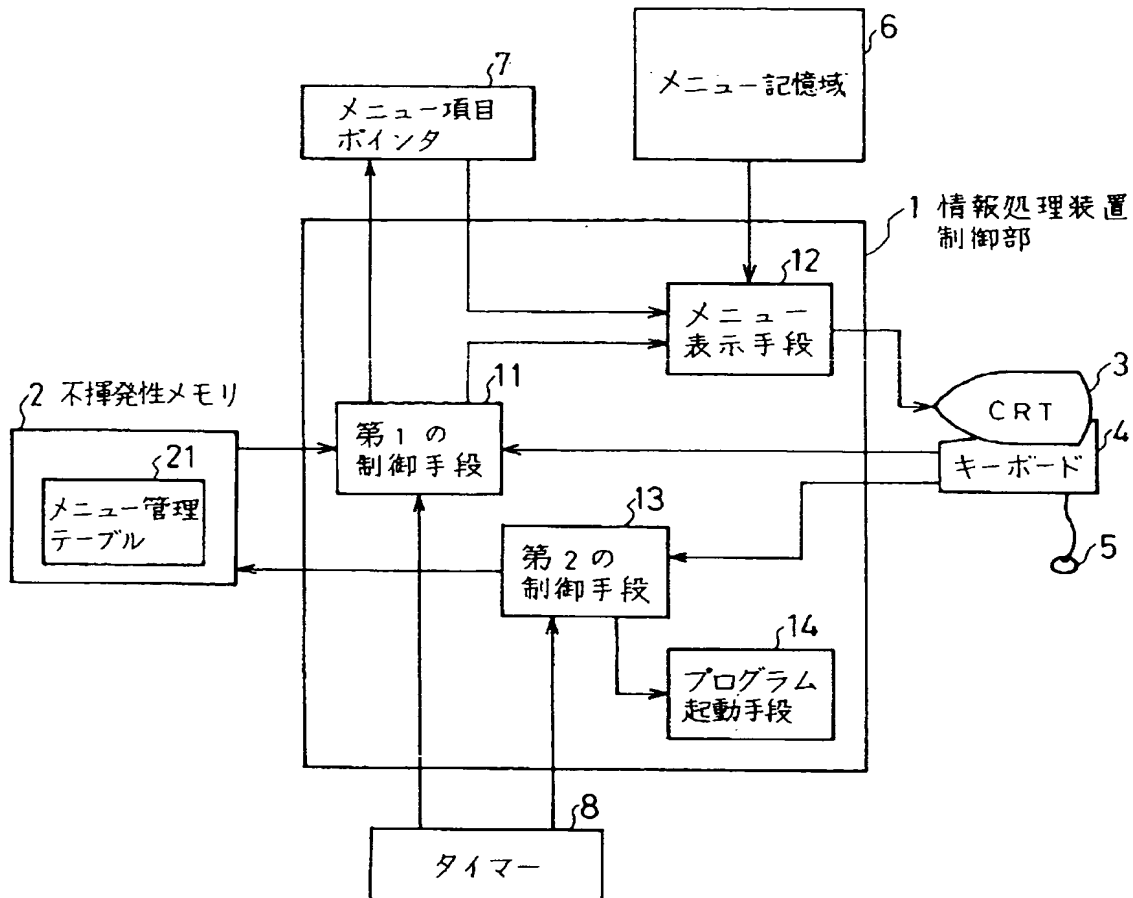 6
メニュー記憶域
7
メニュー項目
ポインタ
1 情報処理装置
制御部
12
メニュー
表示手段
3
CRT
4
キーボード
5
11
第1の
制御手段
2 不揮発性メモリ
21
メニュー管理
テーブル
13
第2の
制御手段
14
プログラム
起動手段
8
タイマー